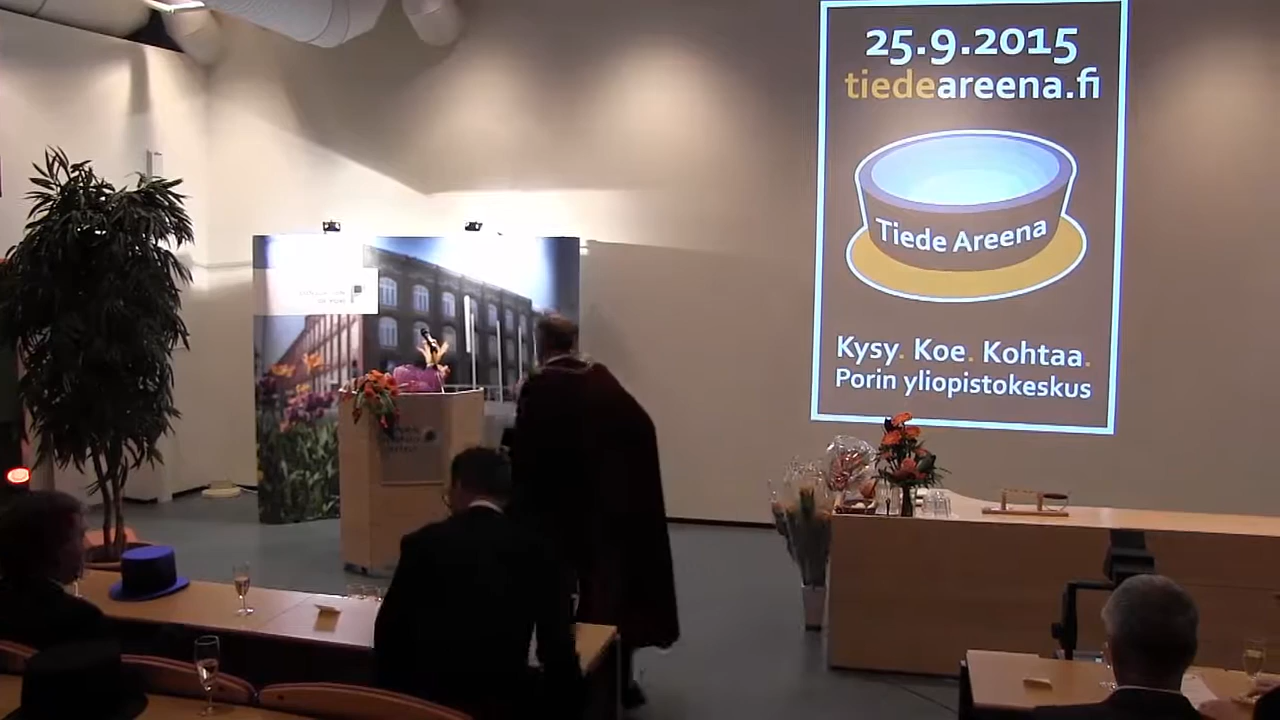 25.9.2015
tiedeareena.fi
Tiede Areena
Kysy. Koe. Kohtaa.
Porin yliopistokeskus